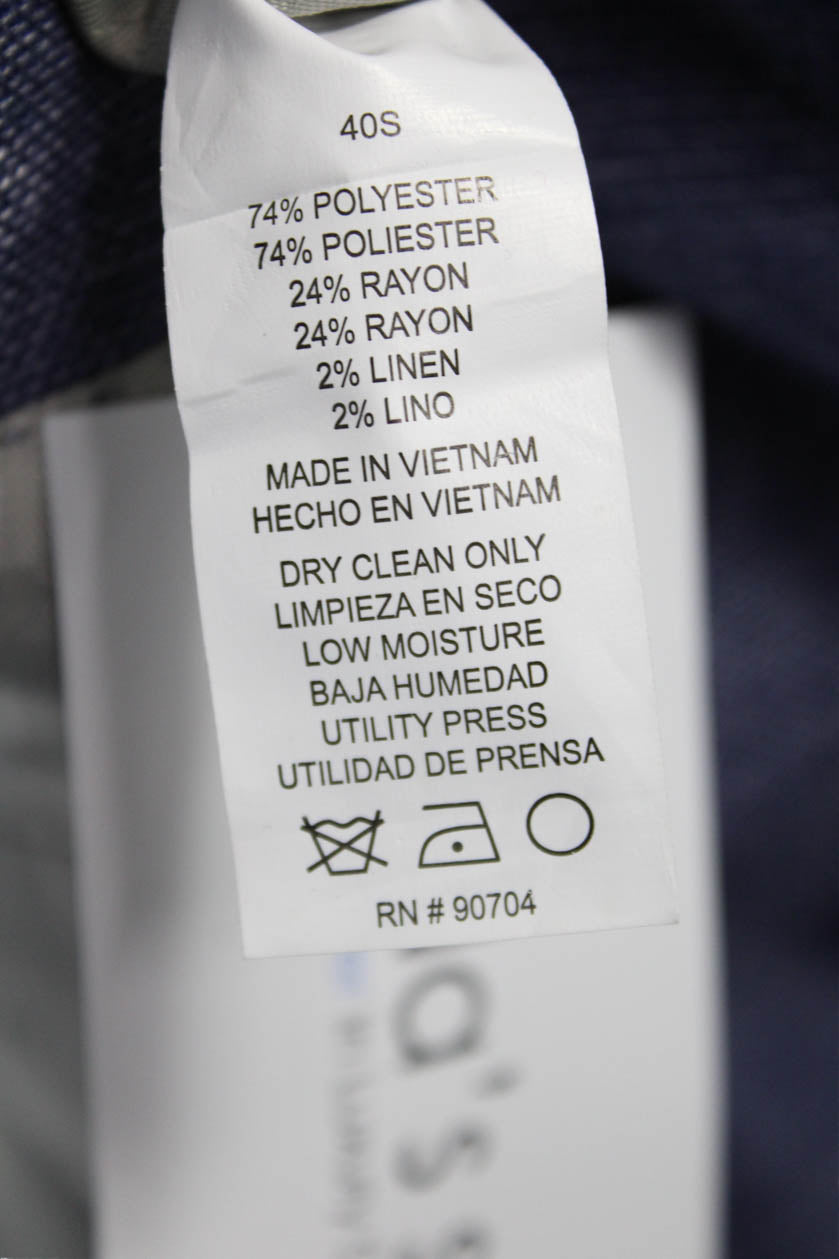 40S
74% POLYESTER
74% POLIESTER
24% RAYON
24% RAYON
2% LINEN
2% LINO
MADE IN VIETNAM
HECHO EN VIETNAM
DRY CLEAN ONLY
LIMPIEZA EN SECO
LOW MOISTURE
BAJA HUMEDAD
UTILITY PRESS
UTILIDAD DE PRENSA
RN # 90704